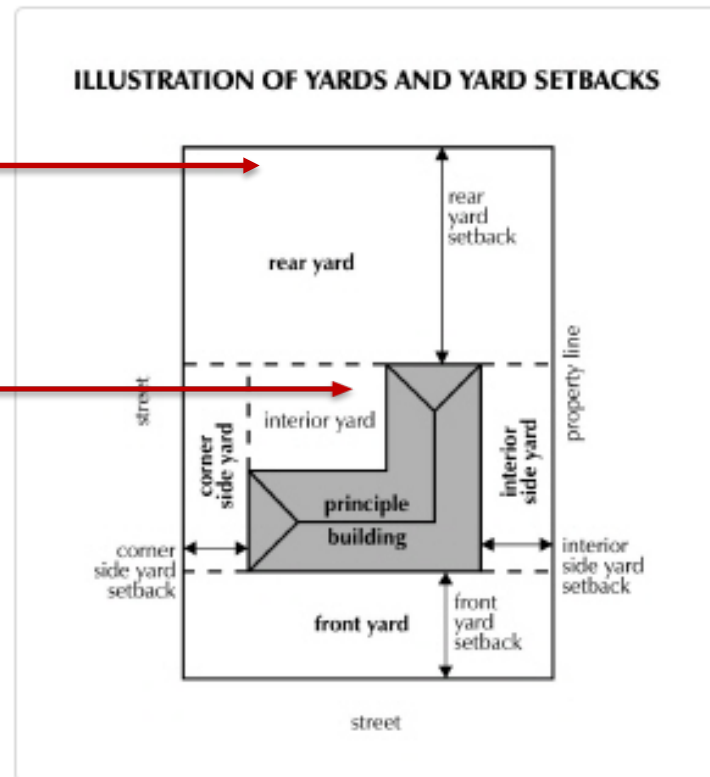 ILLUSTRATION OF YARDS AND YARD SETBACKS
rear
yard
setback
rear yard
street
property line
interior yard
corner
side yard
interior
side yard
principle
building
corner
side yard
setback
interior
side yard
setback
front yard
front
yard
setback
street